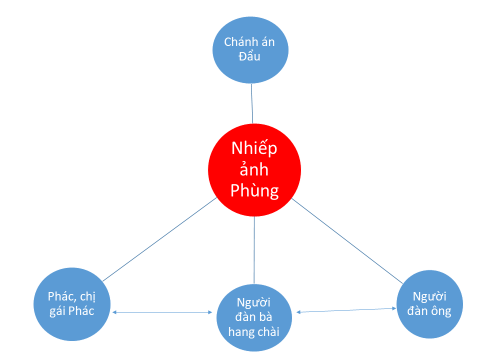 Chánh án
Đẩu
Nhiếp
ảnh
Phùng
Phác, chị
gái Phác
Người
đàn bà
hang chài
Người
đàn ông